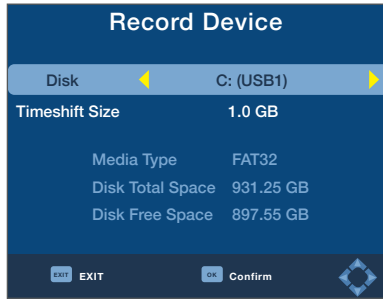 Record Device
Disk C: (USB1)
Timeshift Size 1.0 GB
Media Type FAT32
Disk Total Space 931.25 GB
Disk Free Space 897.55 GB
EXIT EXIT OK Confirm